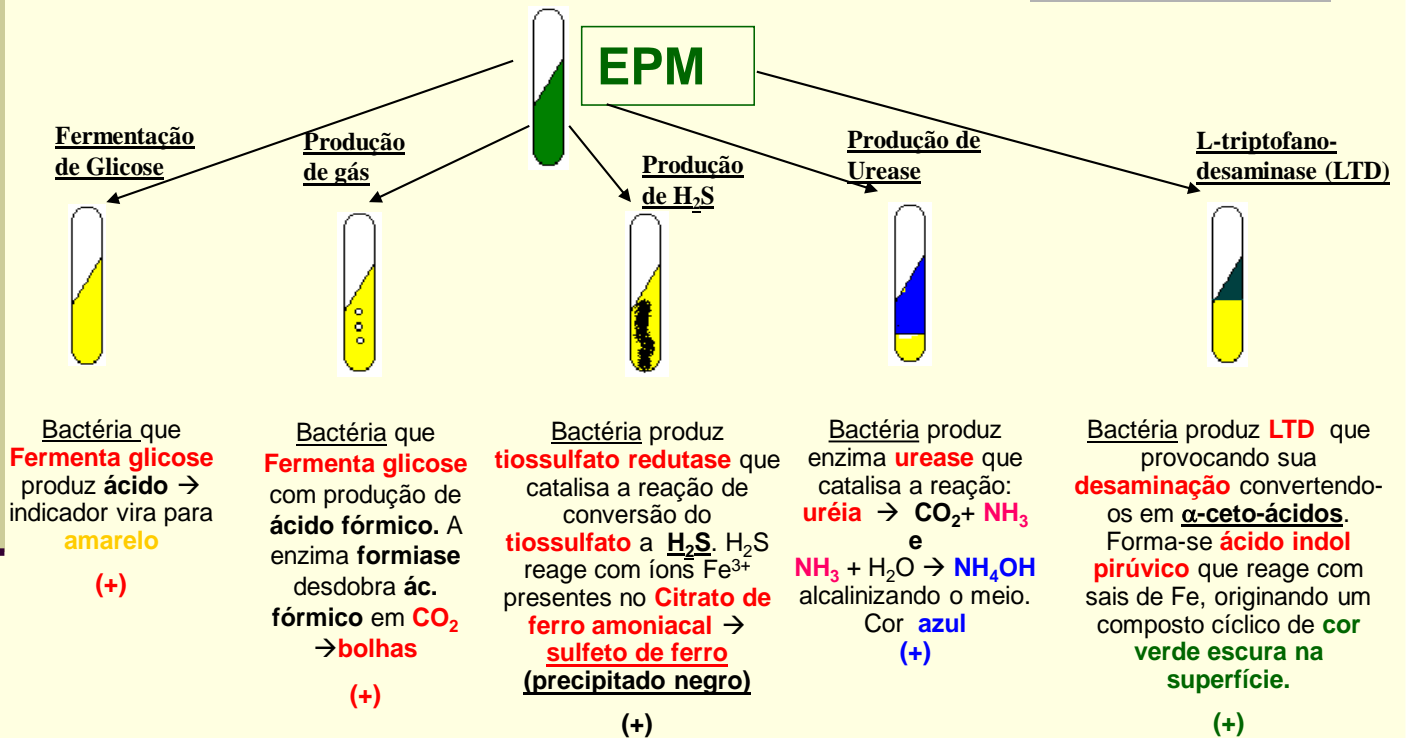 EPM
Fermentação
de Glicose
Produção
de gás
Produção
de H₂S
Produção de
Urease
L-triptofano-
desaminase (LTD)
Bactéria que
Fermenta glicose
produz ácido →
indicador vira para
amarelo
(+)
Bactéria que
Fermenta glicose
com produção de
ácido fórmico. A
enzima formiase
desdobra ác.
fórmico em CO₂
→bolhas
(+)
Bactéria produz
tiossulfato redutase que
catalisa a reação de
conversão do
tiossulfato a H₂S. H₂S
reage com íons Fe³⁺
presentes no Citrato de
ferro amoniacal →
sulfeto de ferro
(precipitado negro)
(+)
Bactéria produz
enzima urease que
catalisa a reação:
uréia → CO₂+ NH₃
e
NH₃ + H₂O → NH₄OH
alcalinizando o meio.
Cor azul
(+)
Bactéria produz LTD que
provocando sua
desaminação convertendo-
os em α-ceto-ácidos.
Forma-se ácido indol
pirúvico que reage com
sais de Fe, originando um
composto cíclico de cor
verde escura na
superfície.
(+)